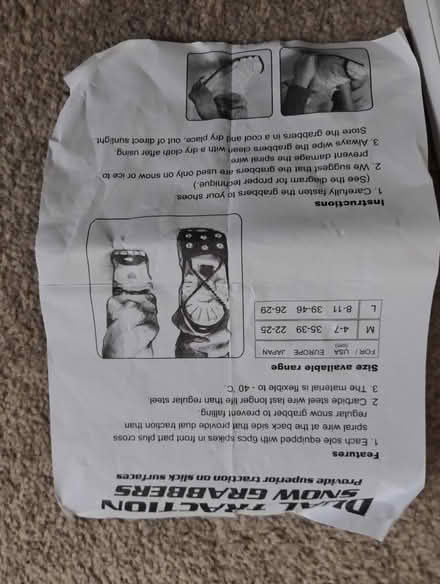 DUAL TRACTION
SNOW GRABBERS
Provide superior traction on slick surfaces
Features
1. Each sole equipped 6pth spikes in front part plus cross
spiral wire at the back side that provide dual traction than
regular snow grabber to prevent falling.
2. Carbide steel wire last longer life than regular steel.
3. The material is flexible to - 40 °C.
Size available range
FOR / USA EUROPE JAPAN
(cm)
M 4-7 35-39 22-25
L 8-11 39-46 26-29
Instructions
1. Carefully fasten the grabbers to your shoes.
(See the diagram for proper technique.)
2. We suggest that the grabbers are used only on snow or ice to
prevent the damage the spiral wire.
3. Always wipe the grabbers clean with a dry cloth after using.
Store the grabbers in a cool and dry place, out of direct sunlight.